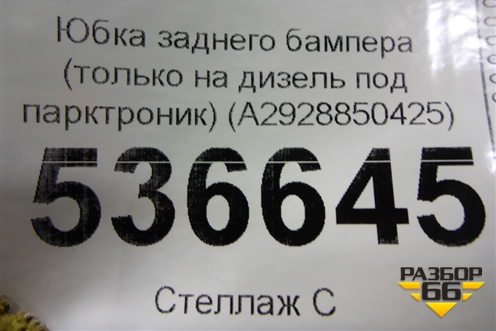 Юбка заднего бампера
(только на дизель под
парктроник) (A2928850425)
536645
Стеллаж С
РАЗБОР
66